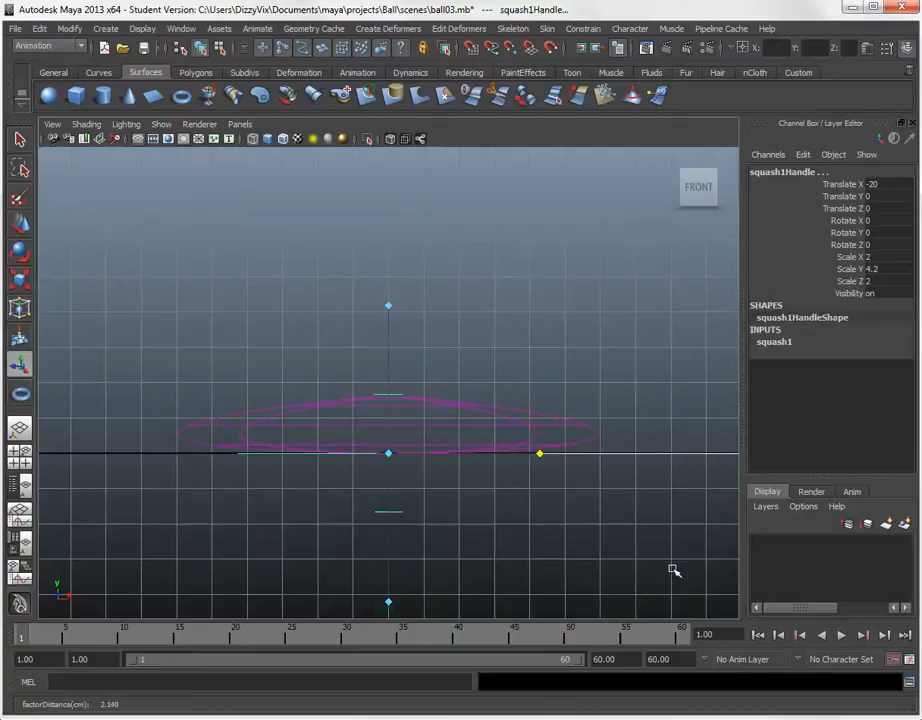 Autodesk Maya 2013 x64 - Student Version: C:\Users\DizzyVix\Documents\maya\projects\Ball\scenes\ball03.mb* --- squash1Handle...
File Edit Modify Create Display Window Assets Animate Geometry Cache Create Deformers Edit Deformers Skeleton Skin Constrain Character Muscle Pipeline Cache Help
Animation X: Y: Z:
General Curves Surfaces Polygons Subdivs Deformation Animation Dynamics Rendering PaintEffects Toon Muscle Fluids Fur Hair nCloth Custom
View Shading Lighting Show Renderer Panels
Channel Box / Layer Editor
Channels Edit Object Show
squash1Handle . . .
Translate X -20
Translate Y 0
Translate Z 0
Rotate X 0
Rotate Y 0
Rotate Z 0
Scale X 2
Scale Y 4.2
Scale Z 2
Visibility on
SHAPES
squash1HandleShape
INPUTS
squash1
FRONT
y
Display Render Anim
Layers Options Help
1 5 10 15 20 25 30 35 40 45 50 55 60 1.00
1.00 1.00 1 60 60.00 60.00 No Anim Layer No Character Set
MEL
factorDistance(cm): 2.140